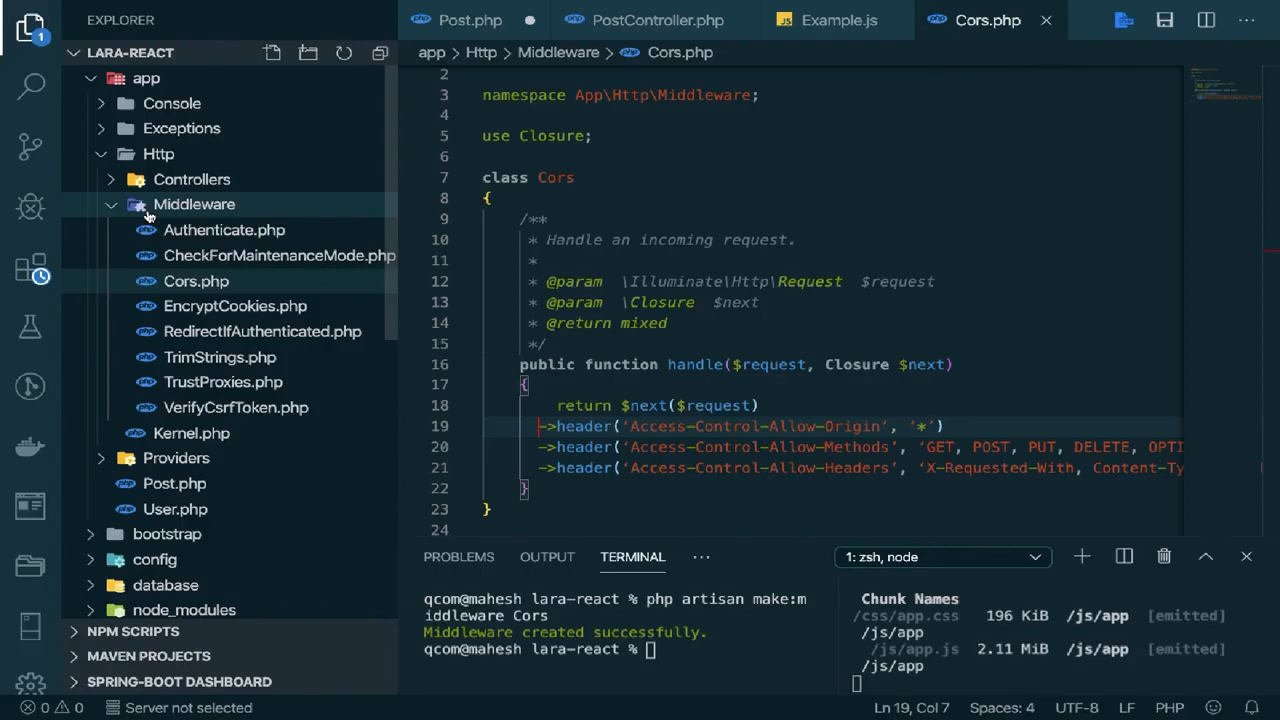 EXPLORER
Post.php
PostController.php
JS Example.js
Cors.php
1
LARA-REACT
app > Http > Middleware > Cors.php
app
Console
Exceptions
Http
Controllers
Middleware
Authenticate.php
CheckForMaintenanceMode.php
Cors.php
EncryptCookies.php
RedirectIfAuthenticated.php
TrimStrings.php
TrustProxies.php
VerifyCsrfToken.php
Kernel.php
Providers
Post.php
User.php
bootstrap
config
database
node_modules
NPM SCRIPTS
MAVEN PROJECTS
SPRING-BOOT DASHBOARD
2
3 namespace App\Http\Middleware;
4
5 use Closure;
6
7 class Cors
8 {
9 /**
10 * Handle an incoming request.
11 *
12 * @param \Illuminate\Http\Request $request
13 * @param \Closure $next
14 * @return mixed
15 */
16 public function handle($request, Closure $next)
17 {
18 return $next($request)
19 ->header('Access-Control-Allow-Origin', '*')
20 ->header('Access-Control-Allow-Methods', 'GET, POST, PUT, DELETE, OPTI
21 ->header('Access-Control-Allow-Headers', 'X-Requested-With, Content-Ty
22 }
23 }
24
PROBLEMS OUTPUT TERMINAL ··· 1: zsh, node
qcom@mahesh lara-react % php artisan make:m
iddleware Cors
Middleware created successfully.
qcom@mahesh lara-react %
Chunk Names
/css/app.css 196 KiB /js/app [emitted]
/js/app
/js/app.js 2.11 MiB /js/app [emitted]
/js/app
0 0 Server not selected Ln 19, Col 7 Spaces: 4 UTF-8 LF PHP